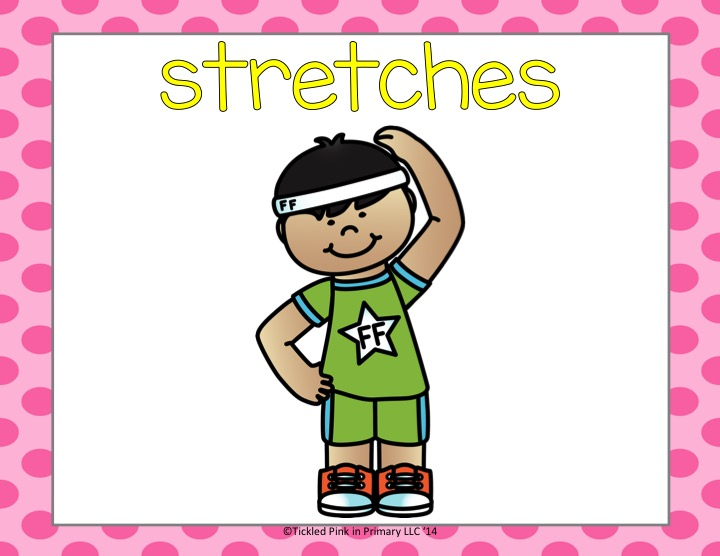 stretches
FF
FF
©Tickled Pink in Primary LLC '14